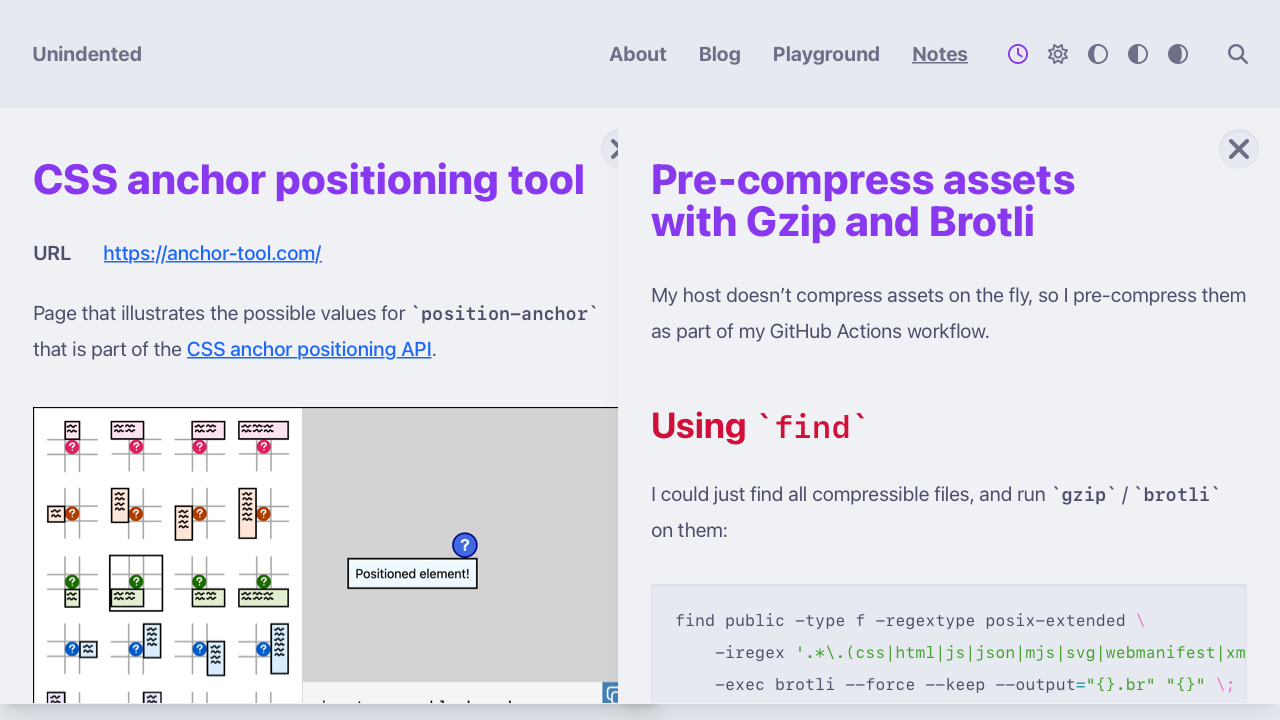 Unindented
About Blog Playground Notes
CSS anchor positioning tool
URL https://anchor-tool.com/
Page that illustrates the possible values for `position-anchor`
that is part of the CSS anchor positioning API.
?
Positioned element!
Pre-compress assets
with Gzip and Brotli
My host doesn’t compress assets on the fly, so I pre-compress them
as part of my GitHub Actions workflow.
Using `find`
I could just find all compressible files, and run `gzip` / `brotli`
on them:
find public -type f -regextype posix-extended \
-iregex '.*\.(css|html|js|json|mjs|svg|webmanifest|xm
-exec brotli --force --keep --output="{}.br" "{}" \;